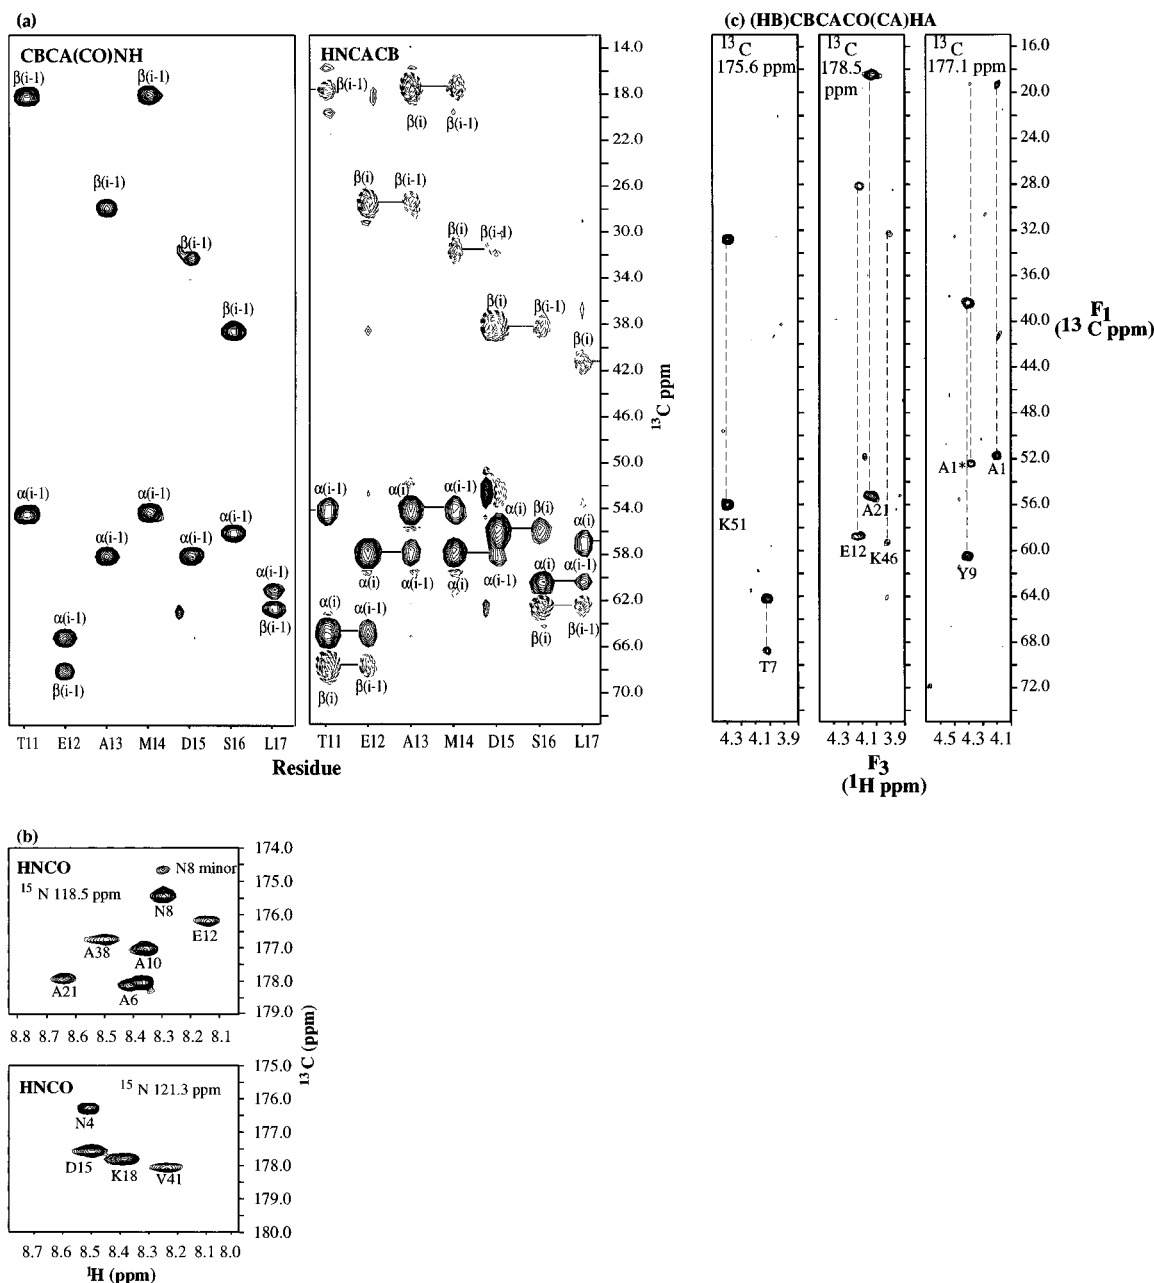 (a)
CBCA(CO)NH
β(i-1)
β(i-1)
β(i-1)
β(i-1)
β(i-1)
α(i-1)
α(i-1)
α(i-1)
α(i-1)
α(i-1)
α(i-1)
β(i-1)
α(i-1)
β(i-1)
T11 E12 A13 M14 D15 S16 L17
HNCACB
β(i-1)
β(i)
β(i-1)
β(i)
β(i-1)
β(i)
β(i-1)
β(i)
β(i-1)
β(i)
α(i-1)
α(i)
α(i-1)
α(i)
β(i)
α(i)
α(i)
α(i-1)
α(i)
α(i-1)
α(i)
α(i-1)
α(i)
α(i-1)
β(i)
β(i-1)
β(i)
β(i-1)
T11 E12 A13 M14 D15 S16 L17
Residue
14.0
18.0
22.0
26.0
30.0
34.0
38.0
42.0
46.0
50.0
54.0
58.0
62.0
66.0
70.0
13C ppm
(c) (HB)CBCACO(CA)HA
13 C
175.6 ppm
K51
T7
4.3 4.1 3.9
13 C
178.5
ppm
A21
E12
K46
4.3 4.1 3.9
13 C
177.1 ppm
A1*
A1
Y9
4.5 4.3 4.1
16.0
20.0
24.0
28.0
32.0
36.0
40.0
44.0
48.0
52.0
56.0
60.0
64.0
68.0
72.0
F1
(13 C ppm)
F3
(1H ppm)
(b)
HNCO
15 N 118.5 ppm
N8 minor
N8
E12
A38
A10
A21
A6
8.8 8.7 8.6 8.5 8.4 8.3 8.2 8.1
174.0
175.0
176.0
177.0
178.0
179.0
HNCO
15 N 121.3 ppm
N4
D15
K18
V41
8.7 8.6 8.5 8.4 8.3 8.2 8.1 8.0
175.0
176.0
177.0
178.0
179.0
180.0
13C (ppm)
1H (ppm)